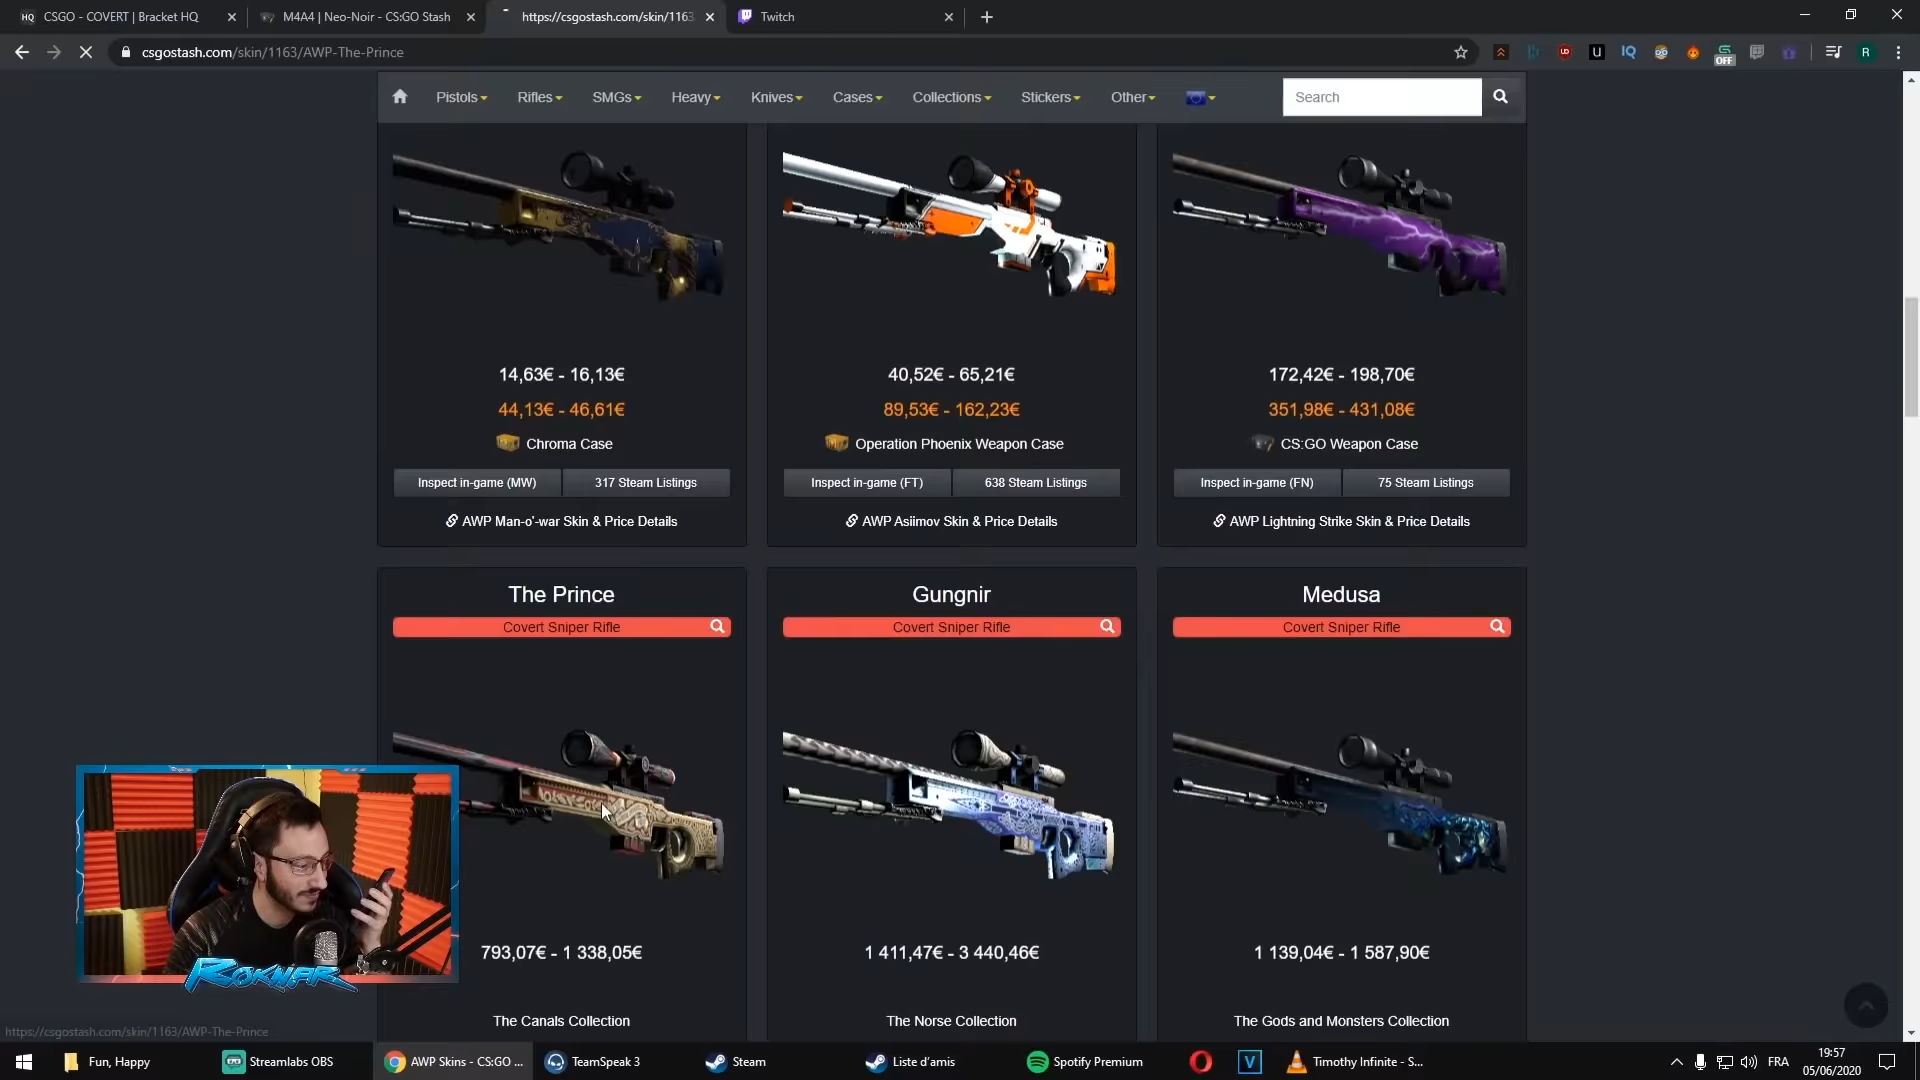 CSGO - COVERT | Bracket HQ
M4A4 | Neo-Noir - CS:GO Stash
https://csgostash.com/skin/1163
Twitch
csgostash.com/skin/1163/AWP-The-Prince
OFF
R
Pistols Rifles SMGs Heavy Knives Cases Collections Stickers Other
Search
14,63€ - 16,13€
44,13€ - 46,61€
Chroma Case
Inspect in-game (MW) 317 Steam Listings
AWP Man-o'-war Skin & Price Details
40,52€ - 65,21€
89,53€ - 162,23€
Operation Phoenix Weapon Case
Inspect in-game (FT) 638 Steam Listings
AWP Asiimov Skin & Price Details
172,42€ - 198,70€
351,98€ - 431,08€
CS:GO Weapon Case
Inspect in-game (FN) 75 Steam Listings
AWP Lightning Strike Skin & Price Details
The Prince
Covert Sniper Rifle
793,07€ - 1 338,05€
The Canals Collection
Gungnir
Covert Sniper Rifle
1 411,47€ - 3 440,46€
The Norse Collection
Medusa
Covert Sniper Rifle
1 139,04€ - 1 587,90€
The Gods and Monsters Collection
ROKNAR
https://csgostash.com/skin/1163/AWP-The-Prince
Fun, Happy
Streamlabs OBS
AWP Skins - CS:GO ...
TeamSpeak 3
Steam
Liste d'amis
Spotify Premium
Timothy Infinite - S...
FRA
19:57
05/06/2020